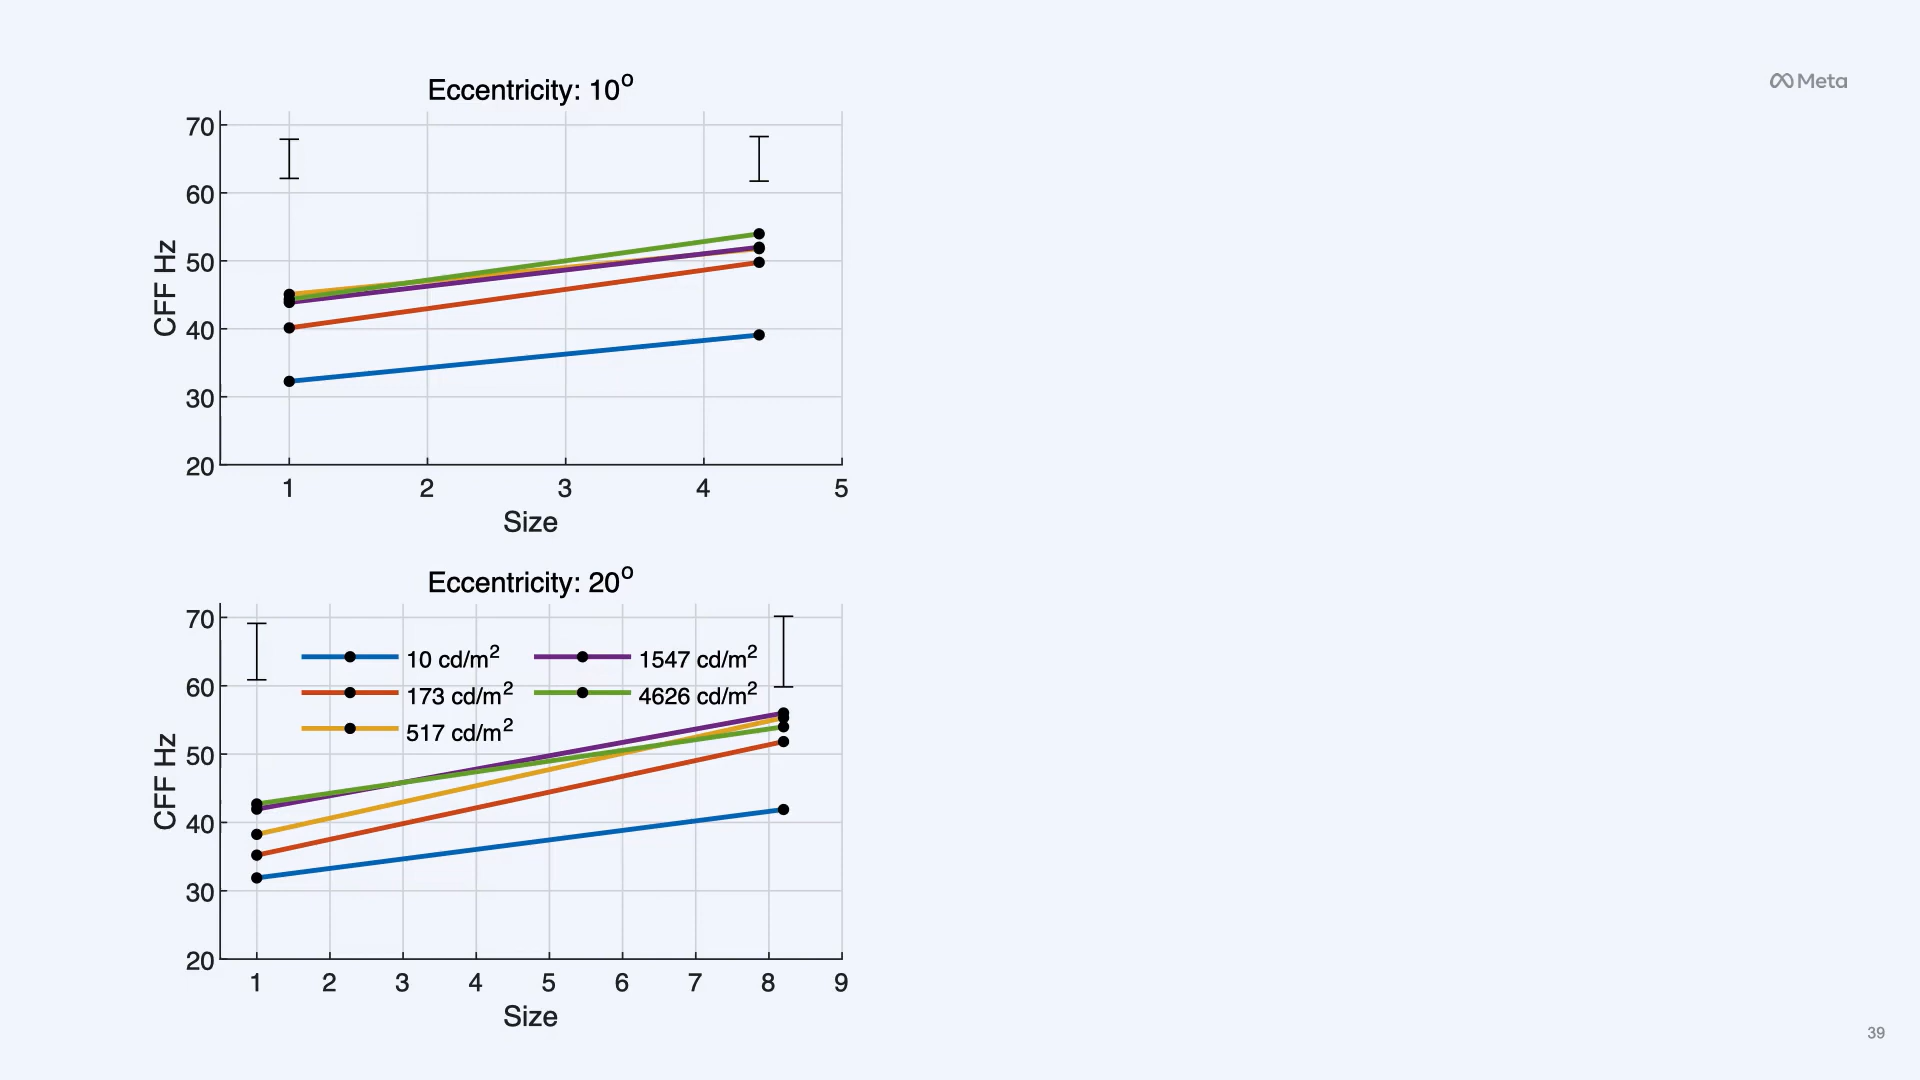 Meta
Eccentricity: 10⁰
70
60
50
40
30
20
CFF Hz
1 2 3 4 5
Size
Eccentricity: 20⁰
70
60
50
40
30
20
CFF Hz
10 cd/m²
173 cd/m²
517 cd/m²
1547 cd/m²
4626 cd/m²
1 2 3 4 5 6 7 8 9
Size
39